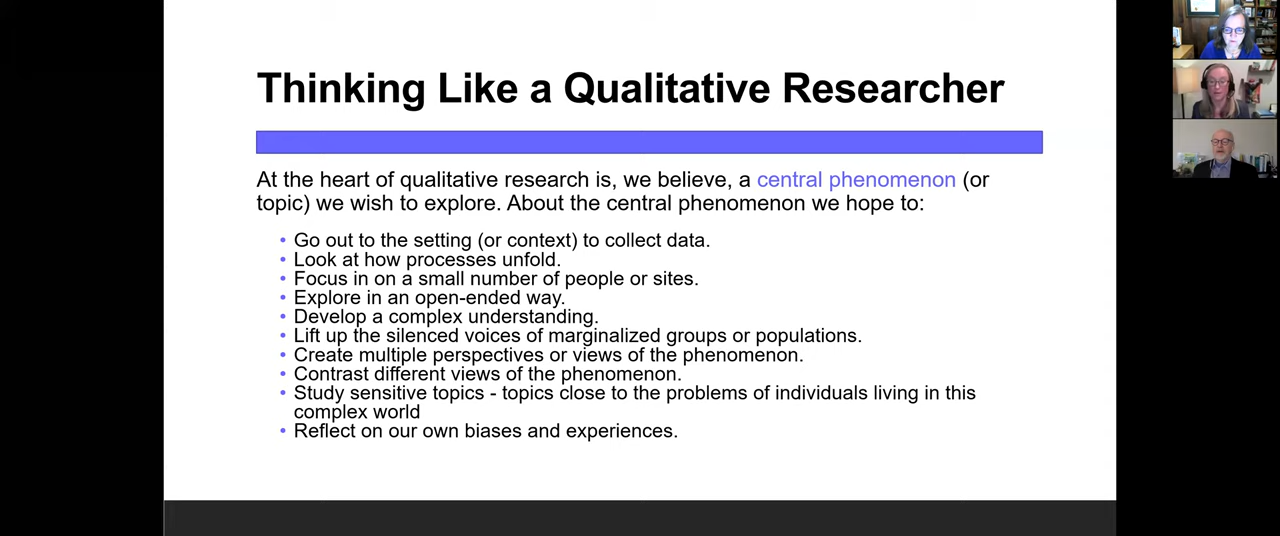 Thinking Like a Qualitative Researcher
At the heart of qualitative research is, we believe, a central phenomenon (or
topic) we wish to explore. About the central phenomenon we hope to:
• Go out to the setting (or context) to collect data.
• Look at how processes unfold.
• Focus in on a small number of people or sites.
• Explore in an open-ended way.
• Develop a complex understanding.
• Lift up the silenced voices of marginalized groups or populations.
• Create multiple perspectives or views of the phenomenon.
• Contrast different views of the phenomenon.
• Study sensitive topics - topics close to the problems of individuals living in this
complex world
• Reflect on our own biases and experiences.